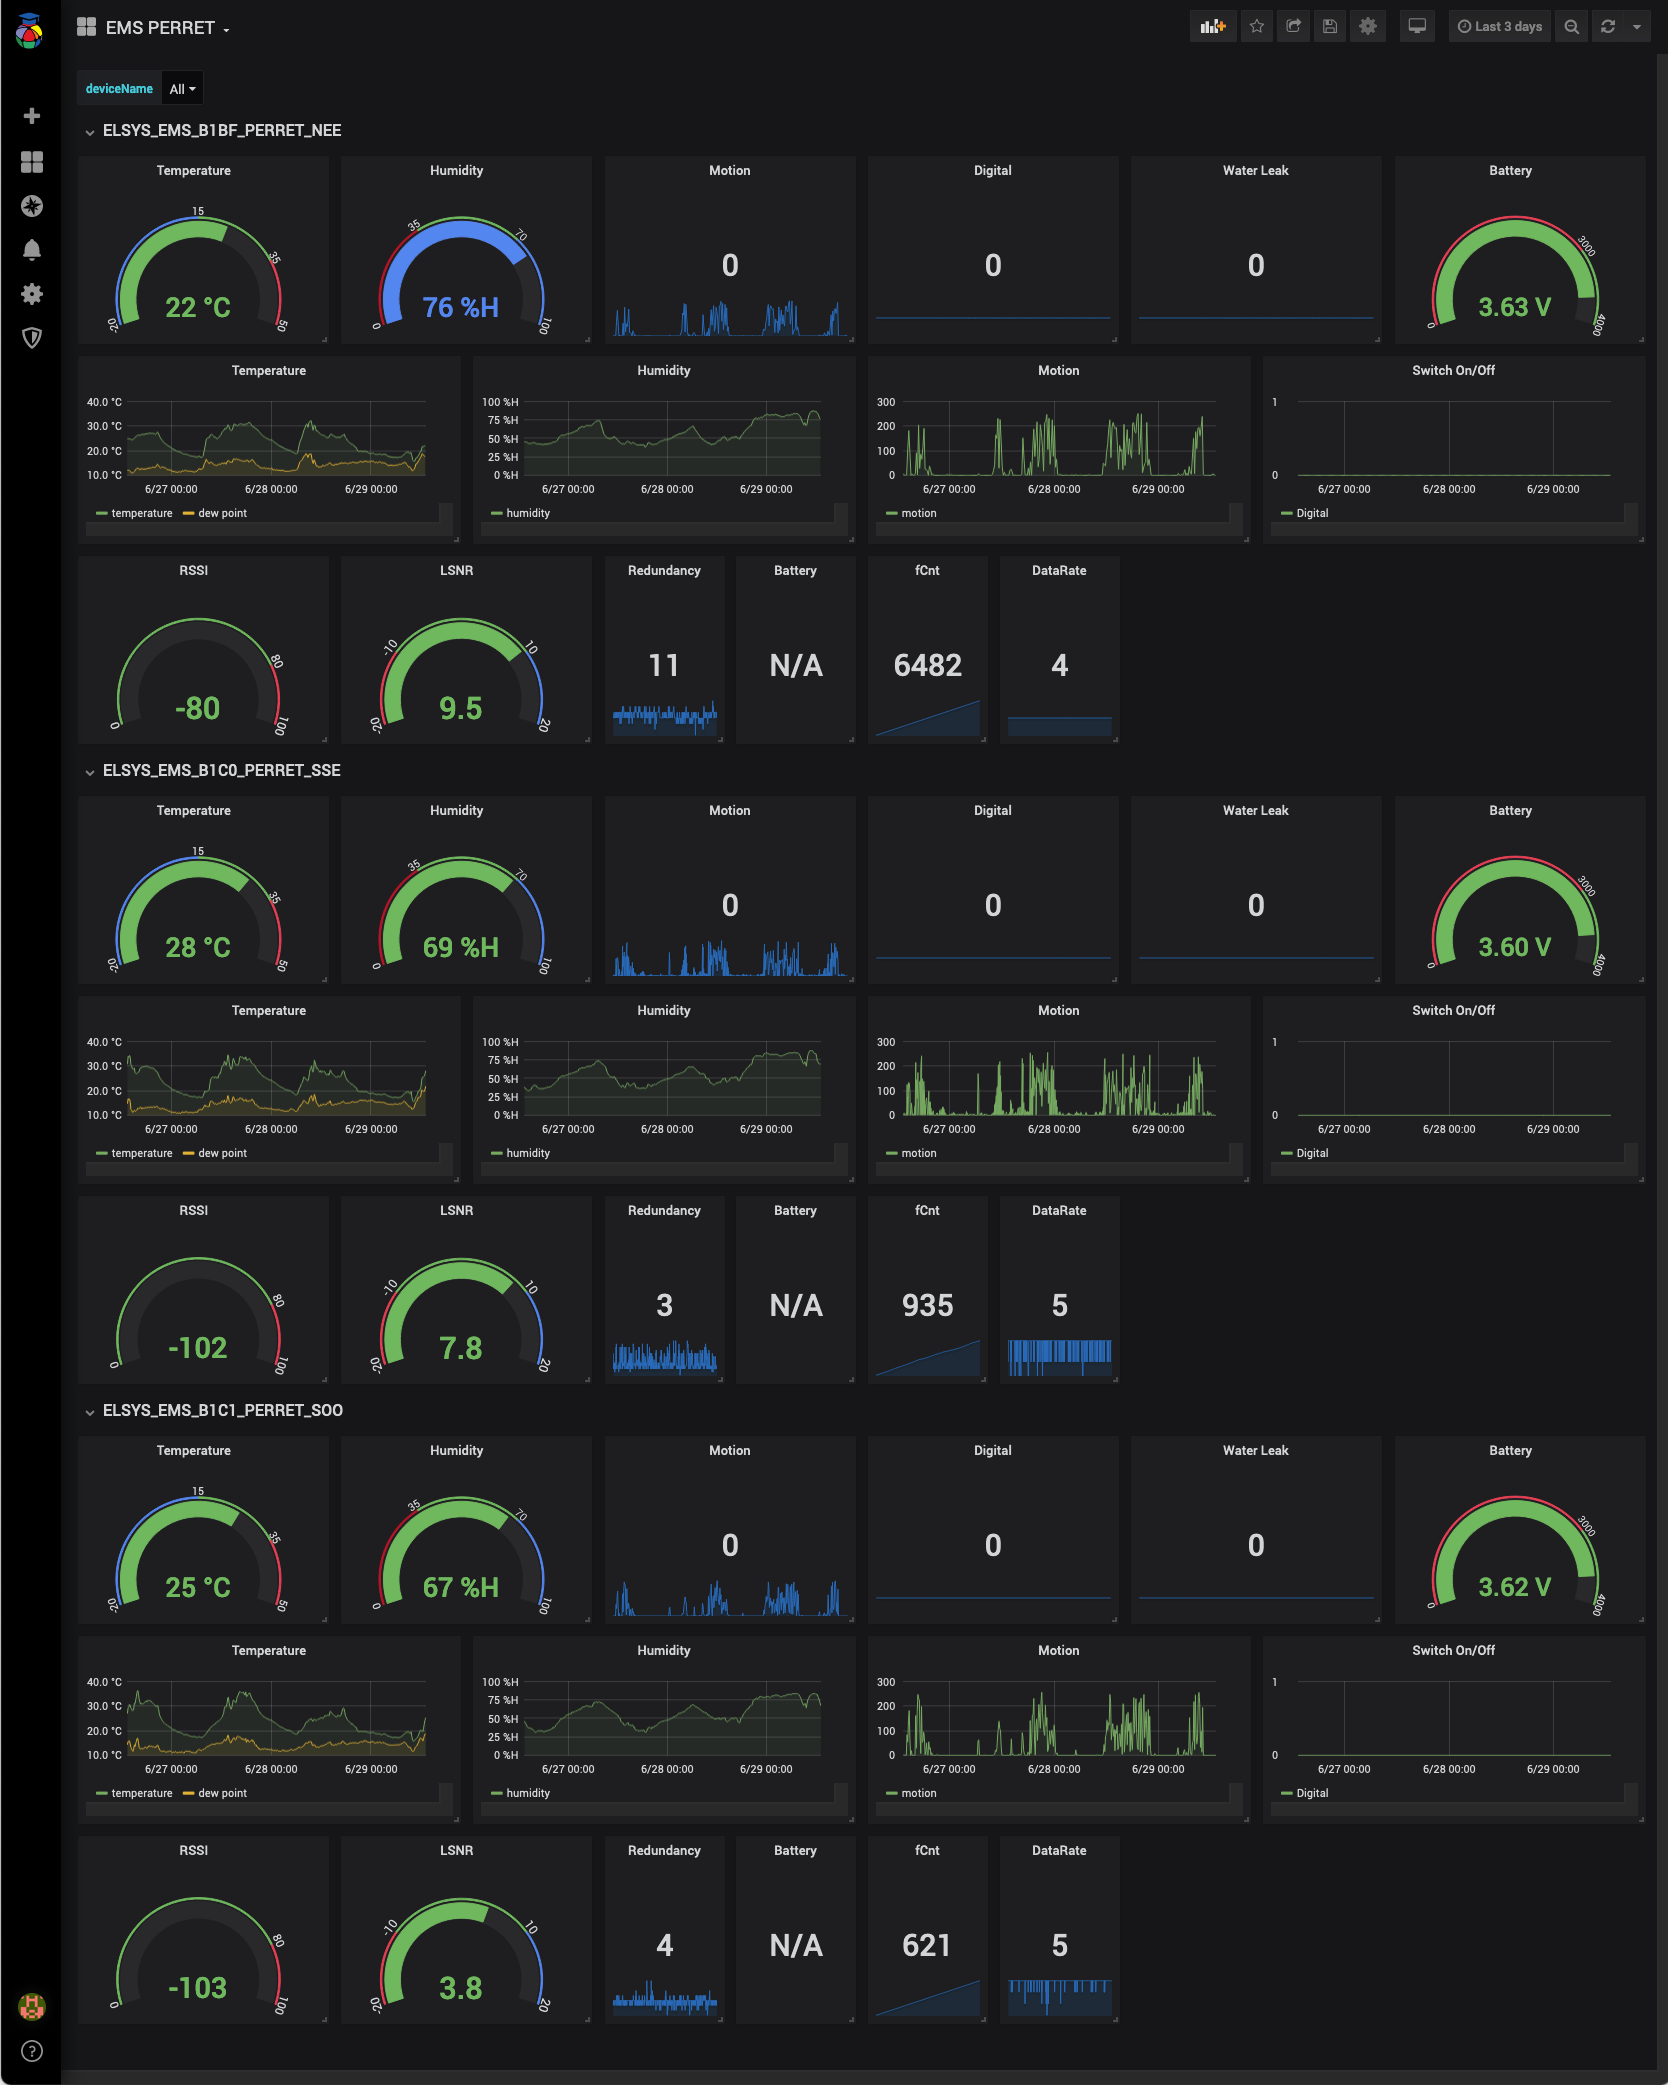 EMS PERRET
Last 3 days
deviceName All
ELSYS_EMS_B1BF_PERRET_NEE
Temperature Humidity Motion Digital Water Leak Battery
15 35 50 -20
22 °C
0 35 70 100
76 %H
0
0
0
0 3000 4000
3.63 V
Temperature Humidity Motion Switch On/Off
40.0 °C 100 %H 300 1
30.0 °C 75 %H 200
20.0 °C 50 %H 100
25 %H
10.0 °C 0 %H 0 0
6/27 00:00 6/28 00:00 6/29 00:00 6/27 00:00 6/28 00:00 6/29 00:00 6/27 00:00 6/28 00:00 6/29 00:00 6/27 00:00 6/28 00:00 6/29 00:00
temperature dew point humidity motion Digital
RSSI LSNR Redundancy Battery fCnt DataRate
0 80 100
-80
-20 -10 10 20
9.5
11 N/A 6482 4
ELSYS_EMS_B1C0_PERRET_SSE
Temperature Humidity Motion Digital Water Leak Battery
15 35 50 -20
28 °C
0 35 70 100
69 %H
0
0
0
0 3000 4000
3.60 V
Temperature Humidity Motion Switch On/Off
40.0 °C 100 %H 300 1
30.0 °C 75 %H 200
20.0 °C 50 %H 100
25 %H
10.0 °C 0 %H 0 0
6/27 00:00 6/28 00:00 6/29 00:00 6/27 00:00 6/28 00:00 6/29 00:00 6/27 00:00 6/28 00:00 6/29 00:00 6/27 00:00 6/28 00:00 6/29 00:00
temperature dew point humidity motion Digital
RSSI LSNR Redundancy Battery fCnt DataRate
0 80 100
-102
-20 -10 10 20
7.8
3 N/A 935 5
ELSYS_EMS_B1C1_PERRET_SOO
Temperature Humidity Motion Digital Water Leak Battery
15 35 50 -20
25 °C
0 35 70 100
67 %H
0
0
0
0 3000 4000
3.62 V
Temperature Humidity Motion Switch On/Off
40.0 °C 100 %H 300 1
30.0 °C 75 %H 200
20.0 °C 50 %H 100
25 %H
10.0 °C 0 %H 0 0
6/27 00:00 6/28 00:00 6/29 00:00 6/27 00:00 6/28 00:00 6/29 00:00 6/27 00:00 6/28 00:00 6/29 00:00 6/27 00:00 6/28 00:00 6/29 00:00
temperature dew point humidity motion Digital
RSSI LSNR Redundancy Battery fCnt DataRate
0 80 100
-103
-20 -10 10 20
3.8
4 N/A 621 5